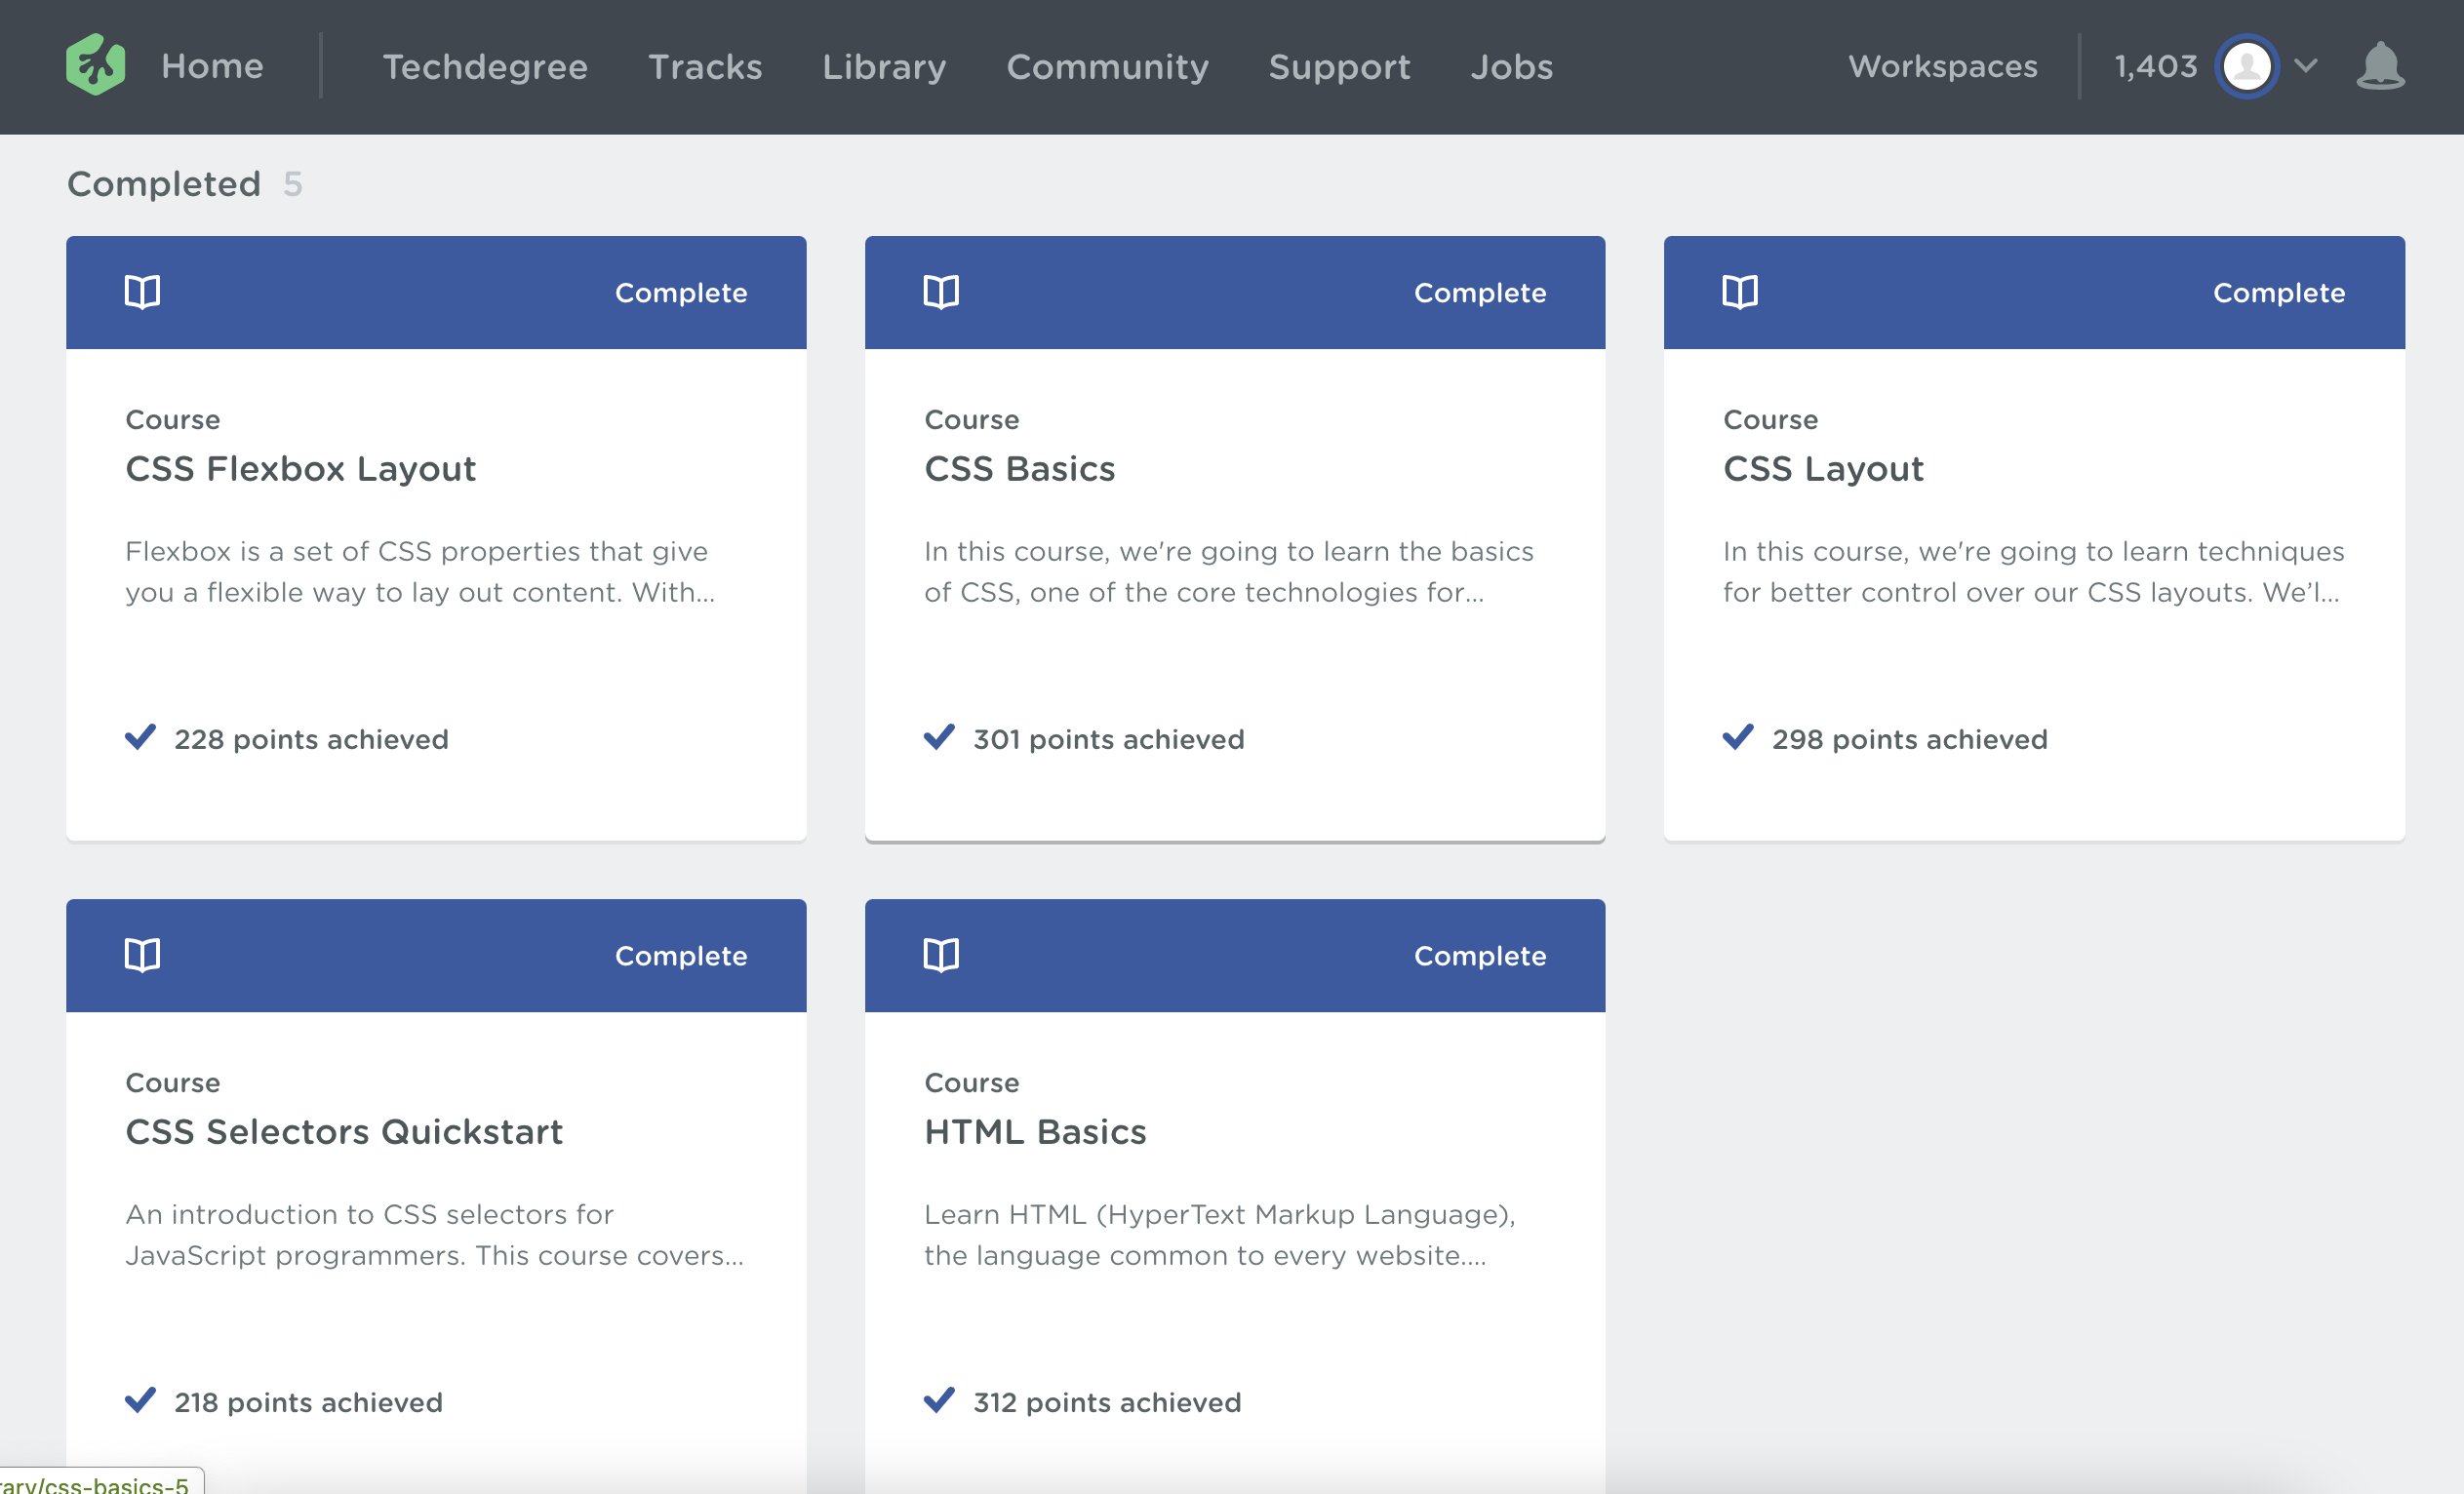 Home Techdegree Tracks Library Community Support Jobs Workspaces 1,403
Completed 5
Complete
Course
CSS Flexbox Layout
Flexbox is a set of CSS properties that give
you a flexible way to lay out content. With...
228 points achieved
Complete
Course
CSS Basics
In this course, we're going to learn the basics
of CSS, one of the core technologies for...
301 points achieved
Complete
Course
CSS Layout
In this course, we're going to learn techniques
for better control over our CSS layouts. We’l...
298 points achieved
Complete
Course
CSS Selectors Quickstart
An introduction to CSS selectors for
JavaScript programmers. This course covers...
218 points achieved
Complete
Course
HTML Basics
Learn HTML (HyperText Markup Language),
the language common to every website....
312 points achieved
rary/css-basics-5